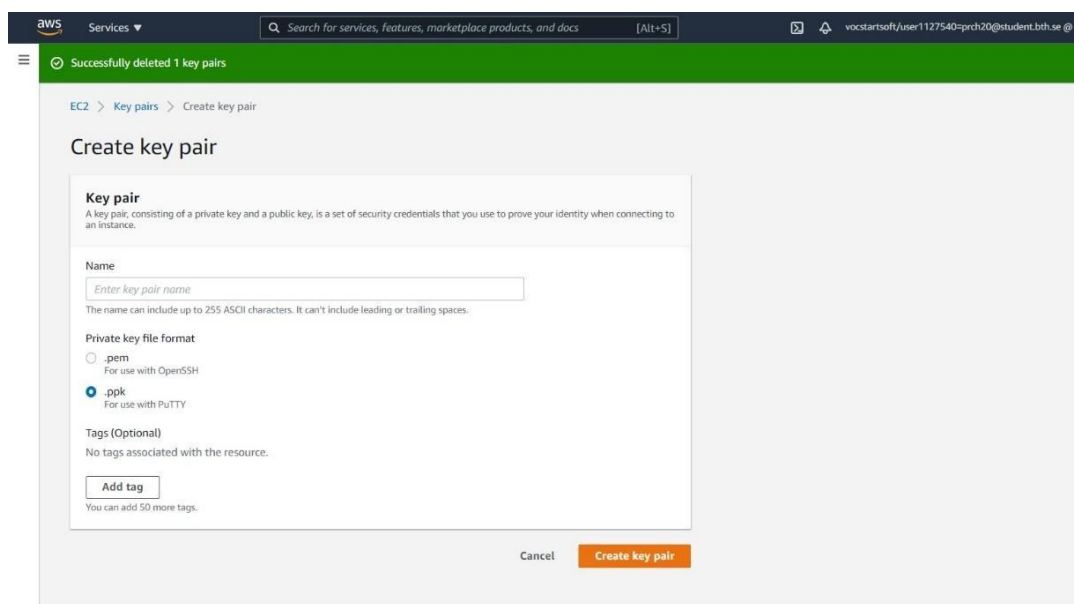 aws Services ▼ Search for services, features, marketplace products, and docs [Alt+S] vocstartsoft/user1127540=prch20@student.bth.se @
Successfully deleted 1 key pairs
EC2 > Key pairs > Create key pair
Create key pair
Key pair
A key pair, consisting of a private key and a public key, is a set of security credentials that you use to prove your identity when connecting to
an instance.
Name
Enter key pair name
The name can include up to 255 ASCII characters. It can't include leading or trailing spaces.
Private key file format
.pem
For use with OpenSSH
.ppk
For use with PuTTY
Tags (Optional)
No tags associated with the resource.
Add tag
You can add 50 more tags.
Cancel Create key pair